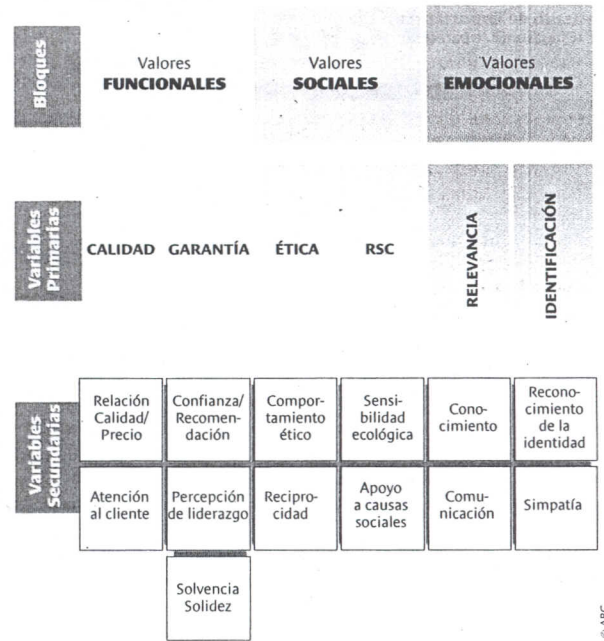 Bloques
Valores
FUNCIONALES
Valores
SOCIALES
Valores
EMOCIONALES
Variables
Primarias
CALIDAD
GARANTÍA
ÉTICA
RSC
RELEVANCIA
IDENTIFICACIÓN
Variables
Secundarias
Relación
Calidad/
Precio
Confianza/
Recomen-
dación
Compor-
tamiento
ético
Sensi-
bilidad
ecológica
Cono-
cimiento
Recono-
cimiento
de la
identidad
Atención
al cliente
Percepción
de liderazgo
Recipro-
cidad
Apoyo
a causas
sociales
Comu-
nicación
Simpatía
Solvencia
Solidez